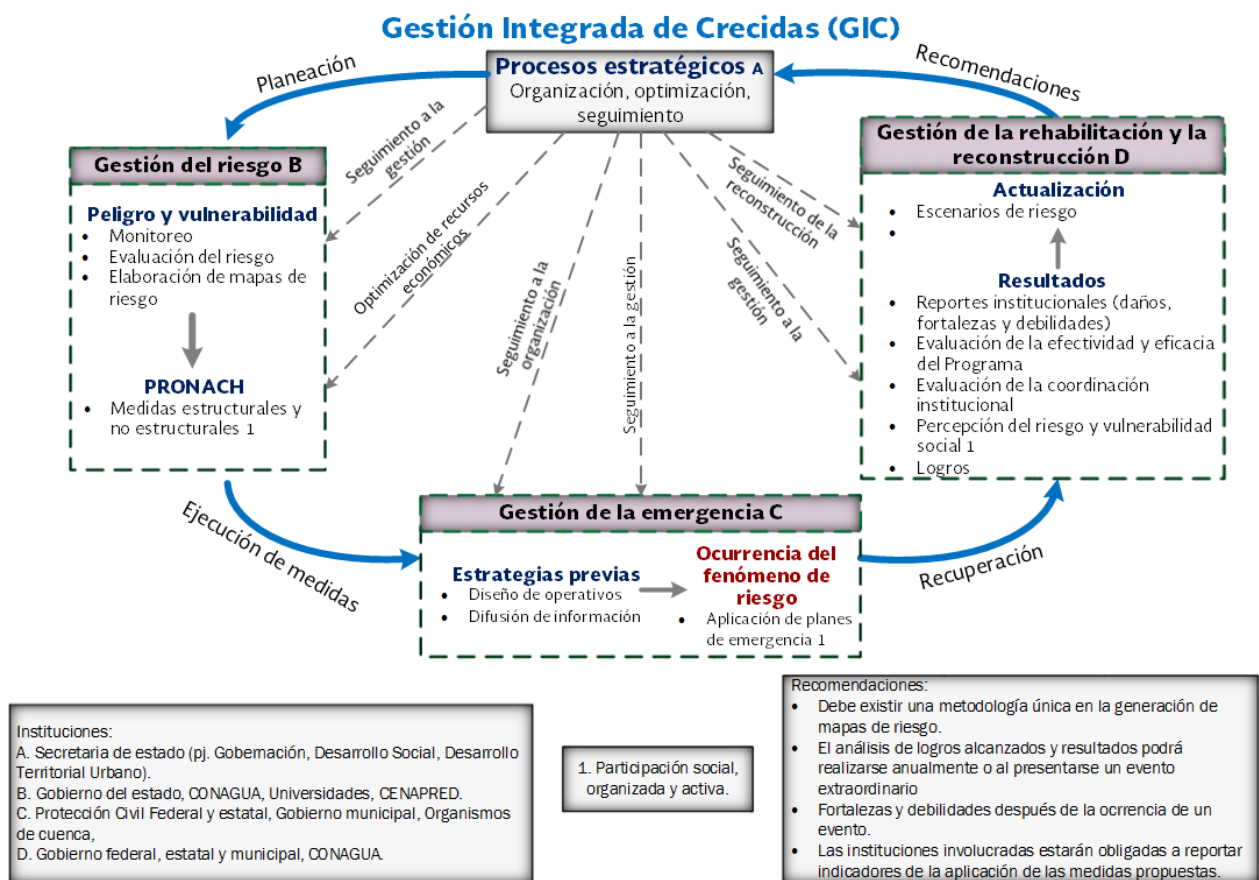 Gestión Integrada de Crecidas (GIC)
Planeación
Procesos estratégicos A
Organización, optimización,
seguimiento
Recomendaciones
Gestión del riesgo B
Peligro y vulnerabilidad
• Monitoreo
• Evaluación del riesgo
• Elaboración de mapas de
riesgo
PRONACH
• Medidas estructurales y
no estructurales 1
Seguimiento a la
gestión
Optimización de recursos
económicos
Seguimiento a la
organización
Seguimiento a la gestión
Seguimiento a la
gestión
Seguimiento de la
reconstrucción
Gestión de la rehabilitación y la
reconstrucción D
Actualización
• Escenarios de riesgo
•
Resultados
• Reportes institucionales (daños,
fortalezas y debilidades)
• Evaluación de la efectividad y eficacia
del Programa
• Evaluación de la coordinación
institucional
• Percepción del riesgo y vulnerabilidad
social 1
• Logros
Ejecución de
medidas
Gestión de la emergencia C
Estrategias previas
• Diseño de operativos
• Difusión de información
Ocurrencia del
fenómeno de
riesgo
• Aplicación de planes
de emergencia 1
Recuperación
Instituciones:
A. Secretaria de estado (pj. Gobernación, Desarrollo Social, Desarrollo
Territorial Urbano).
B. Gobierno del estado, CONAGUA, Universidades, CENAPRED.
C. Protección Civil Federal y estatal, Gobierno municipal, Organismos
de cuenca,
D. Gobierno federal, estatal y municipal, CONAGUA.
1. Participación social,
organizada y activa.
Recomendaciones:
• Debe existir una metodología única en la generación de
mapas de riesgo.
• El análisis de logros alcanzados y resultados podrá
realizarse anualmente o al presentarse un evento
extraordinario
• Fortalezas y debilidades después de la ocrrencia de un
evento.
• Las instituciones involucradas estarán obligadas a reportar
indicadores de la aplicación de las medidas propuestas.